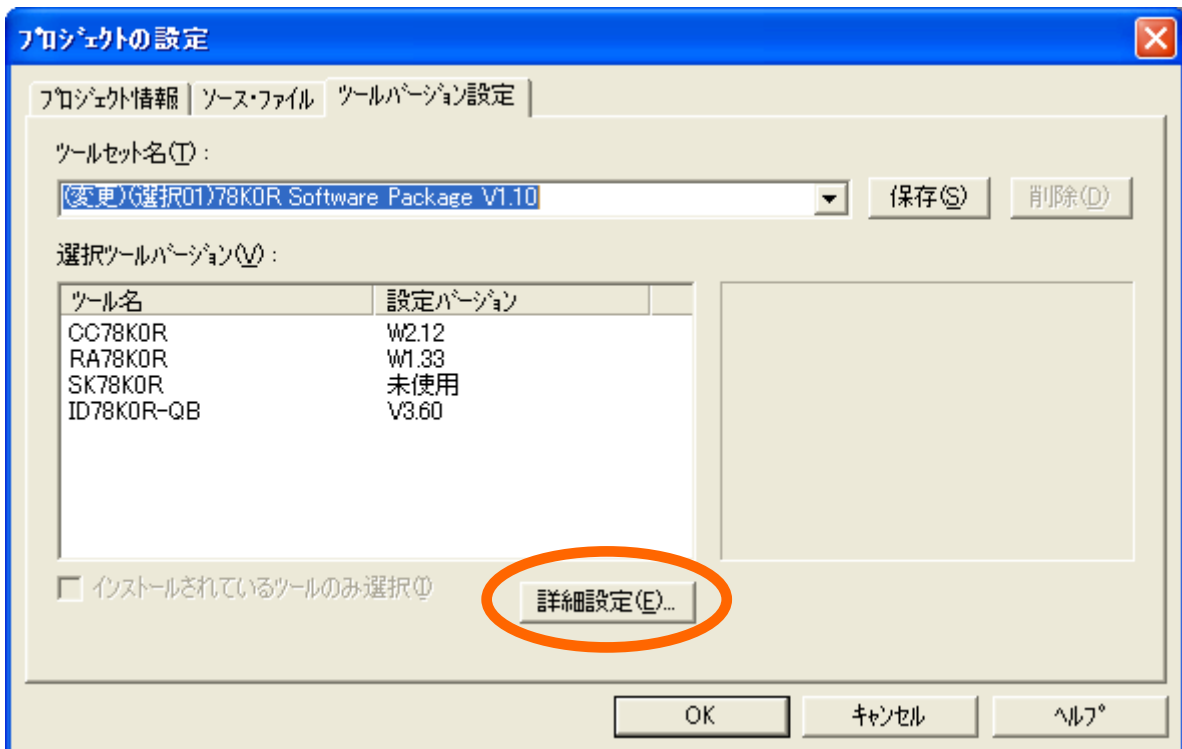 プロジェクトの設定
プロジェクト情報 ソース・ファイル ツールバージョン設定
ツールセット名(T) :
(変更)(選択01)78K0R Software Package V1.10 保存(S) 削除(D)
選択ツールバージョン(V) :
ツール名 設定バージョン
CC78K0R W2.12
RA78K0R W1.33
SK78K0R 未使用
ID78K0R-QB V3.60
インストールされているツールのみ選択(I) 詳細設定(E)...
OK キャンセル ヘルプ